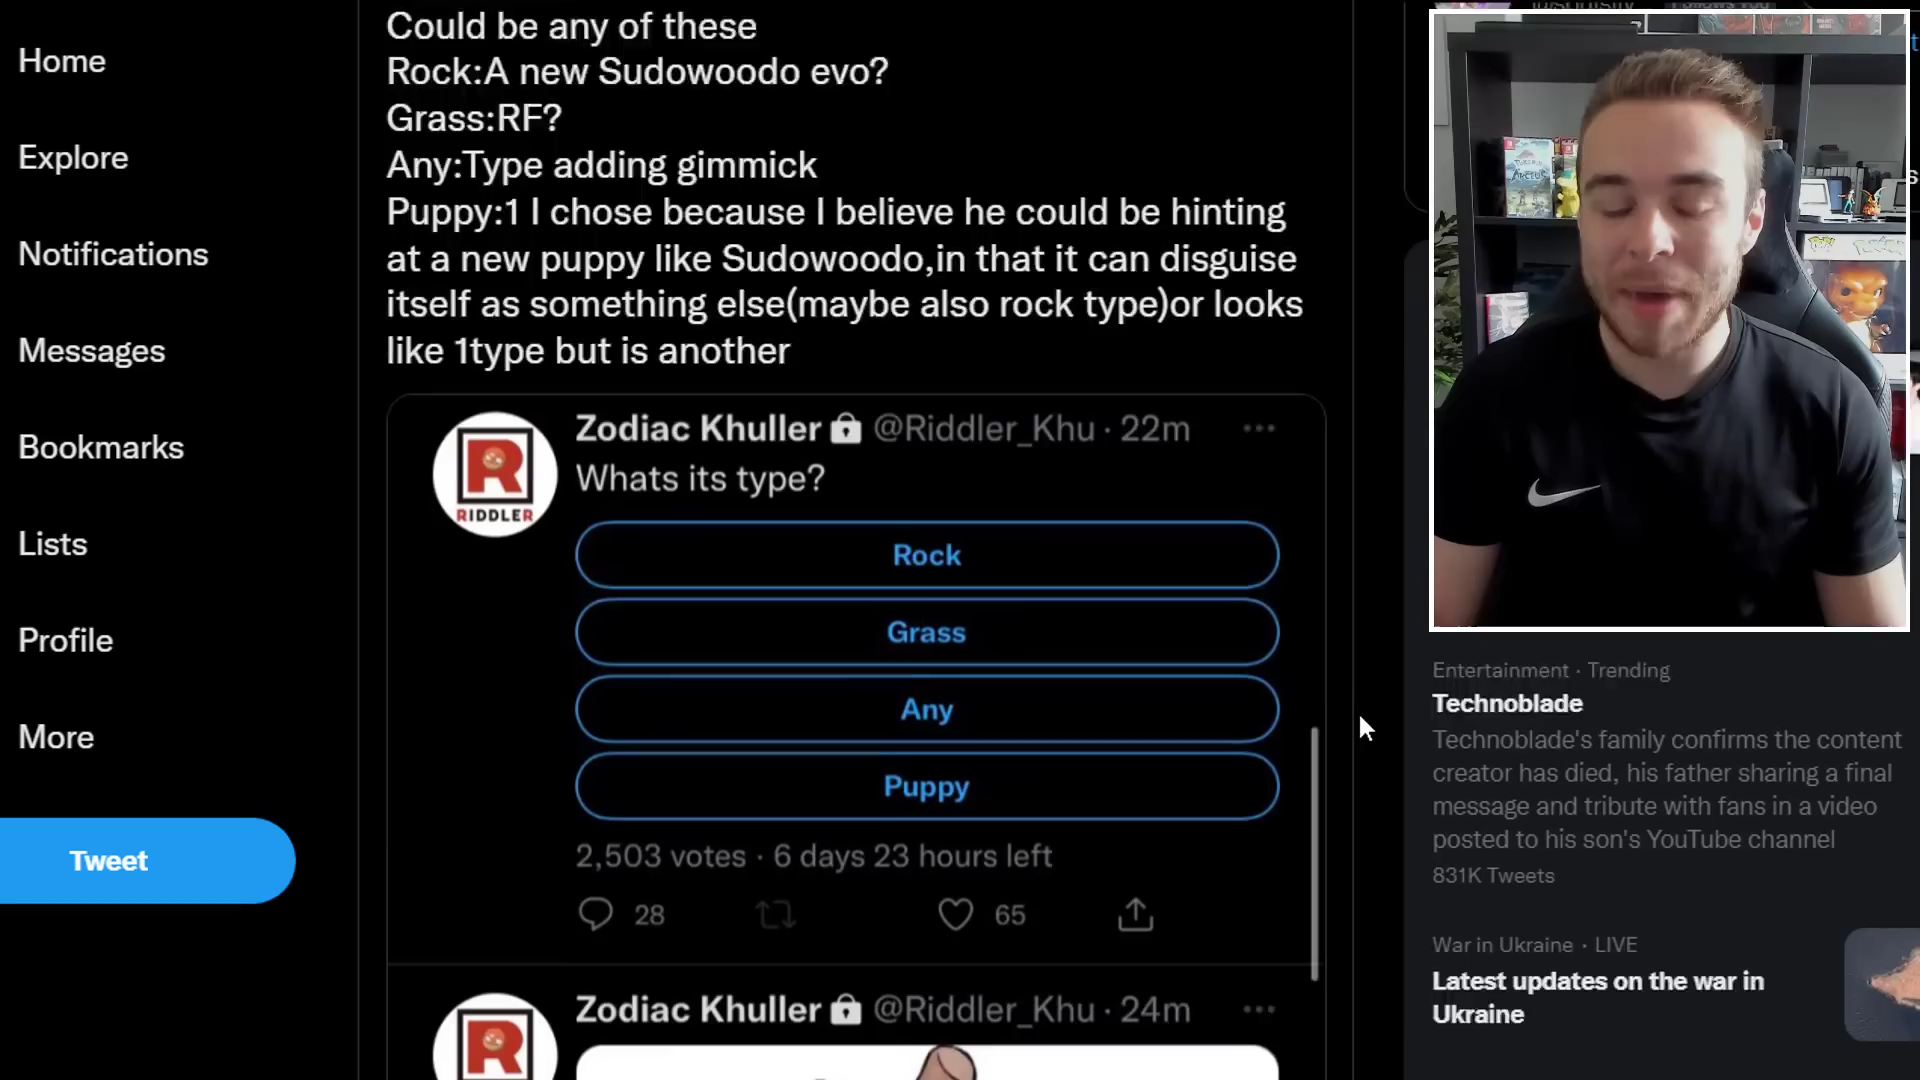 Home
Explore
Notifications
Messages
Bookmarks
Lists
Profile
More
Tweet
Could be any of these
Rock:A new Sudowoodo evo?
Grass:RF?
Any:Type adding gimmick
Puppy:1 I chose because I believe he could be hinting
at a new puppy like Sudowoodo,in that it can disguise
itself as something else(maybe also rock type)or looks
like 1type but is another
Zodiac Khuller @Riddler_Khu · 22m
Whats its type?
RIDDLER
Rock
Grass
Any
Puppy
2,503 votes · 6 days 23 hours left
28
65
Zodiac Khuller @Riddler_Khu · 24m
Entertainment · Trending
Technoblade
Technoblade's family confirms the content
creator has died, his father sharing a final
message and tribute with fans in a video
posted to his son's YouTube channel
831K Tweets
War in Ukraine · LIVE
Latest updates on the war in
Ukraine